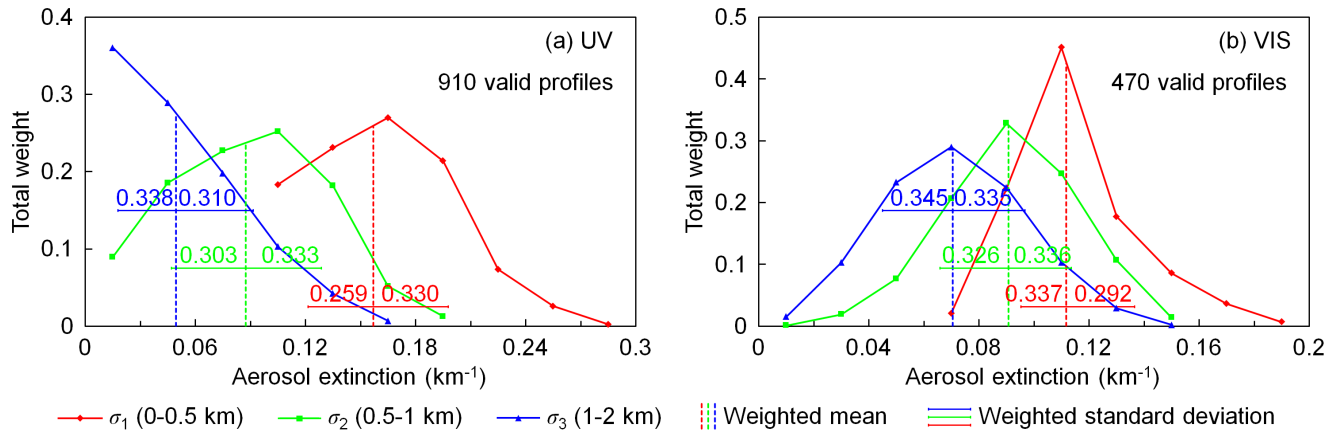 (a) UV
910 valid profiles
0.4
0.3
0.2
0.1
0
Total weight
0.338 0.310
0.303 0.333
0.259 0.330
0 0.06 0.12 0.18 0.24 0.3
Aerosol extinction (km⁻¹)
(b) VIS
470 valid profiles
0.5
0.4
0.3
0.2
0.1
0
Total weight
0.345 0.335
0.326 0.336
0.337 0.292
0 0.04 0.08 0.12 0.16 0.2
Aerosol extinction (km⁻¹)
σ₁ (0-0.5 km) σ₂ (0.5-1 km) σ₃ (1-2 km) Weighted mean Weighted standard deviation